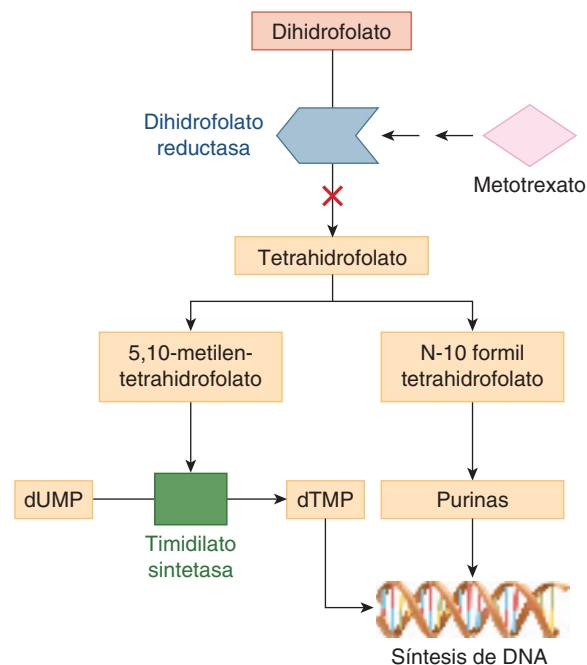 Dihidrofolato
Dihidrofolato
reductasa
Metotrexato
Tetrahidrofolato
5,10-metilen-
tetrahidrofolato
N-10 formil
tetrahidrofolato
dUMP
dTMP
Purinas
Timidilato
sintetasa
Síntesis de DNA